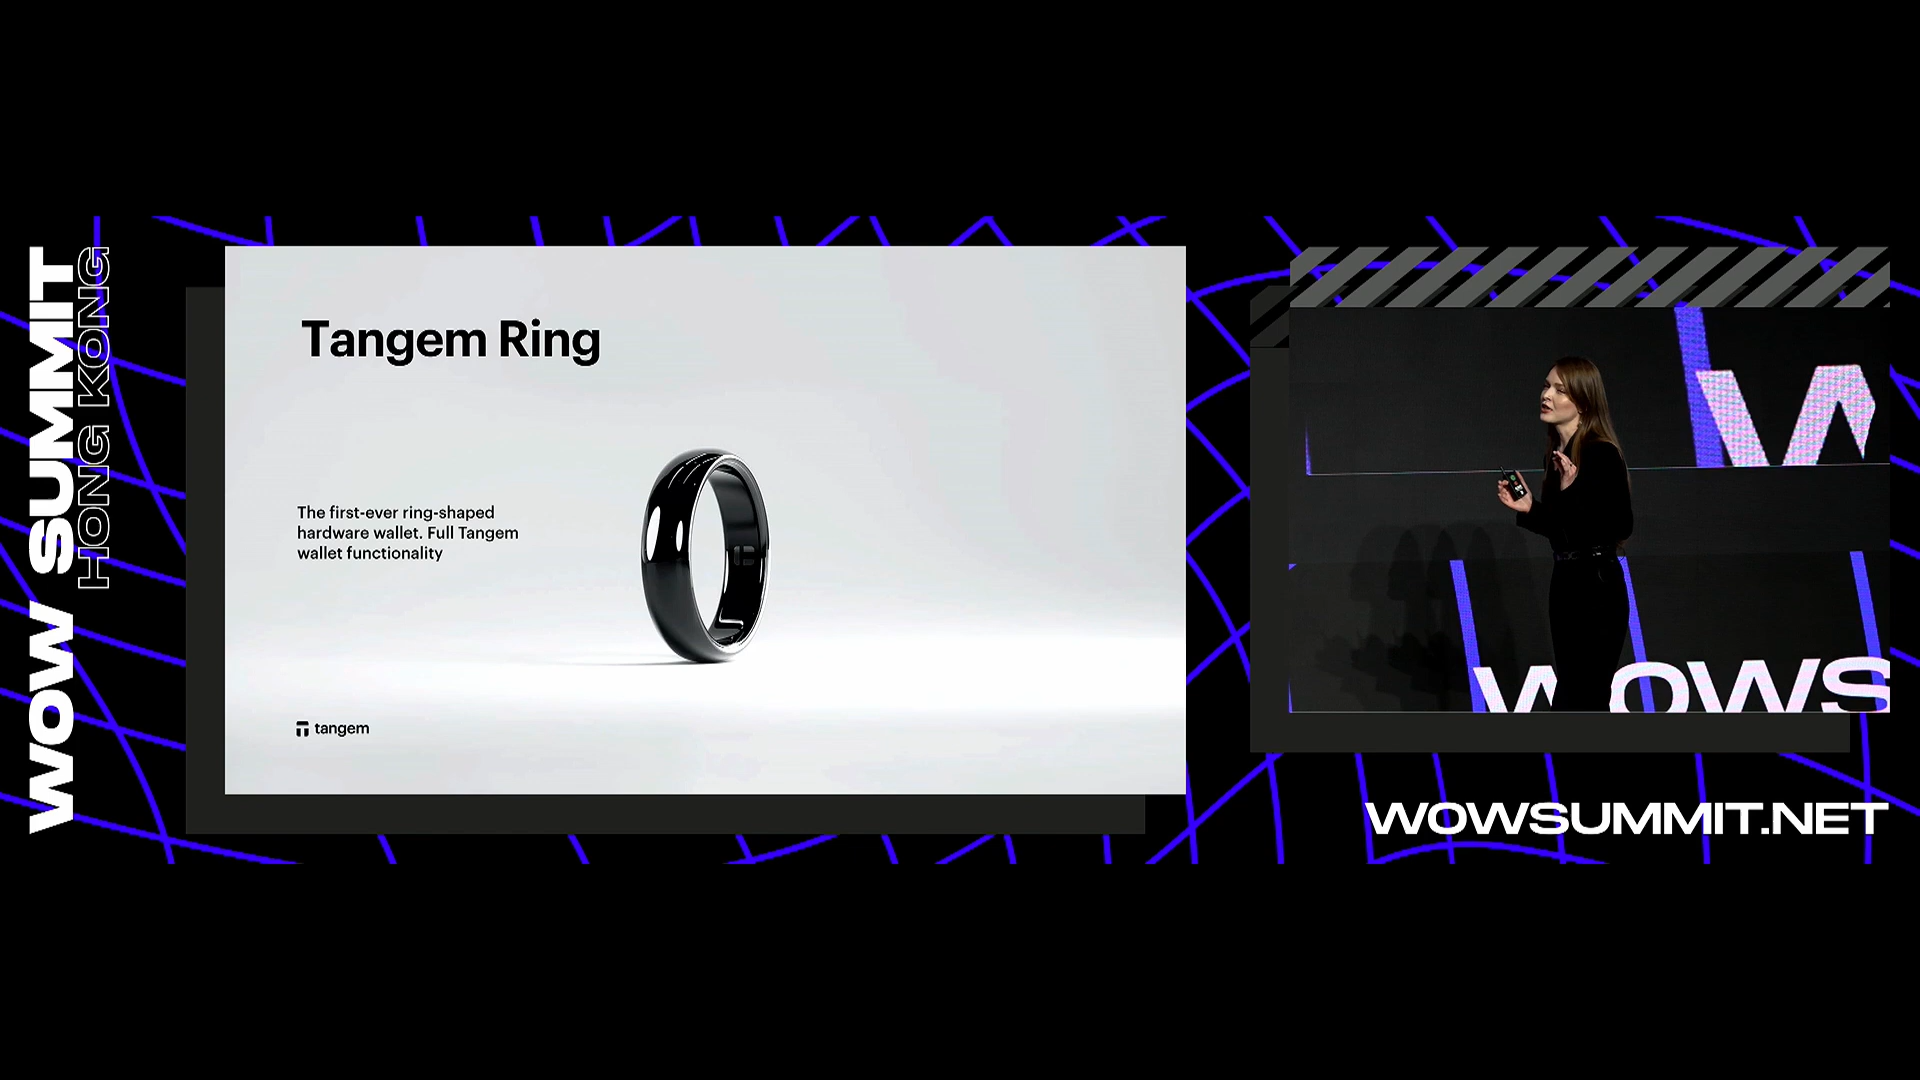 WOW SUMMIT
HONG KONG
Tangem Ring
The first-ever ring-shaped
hardware wallet. Full Tangem
wallet functionality
tangem
W
WOWS
WOWSUMMIT.NET